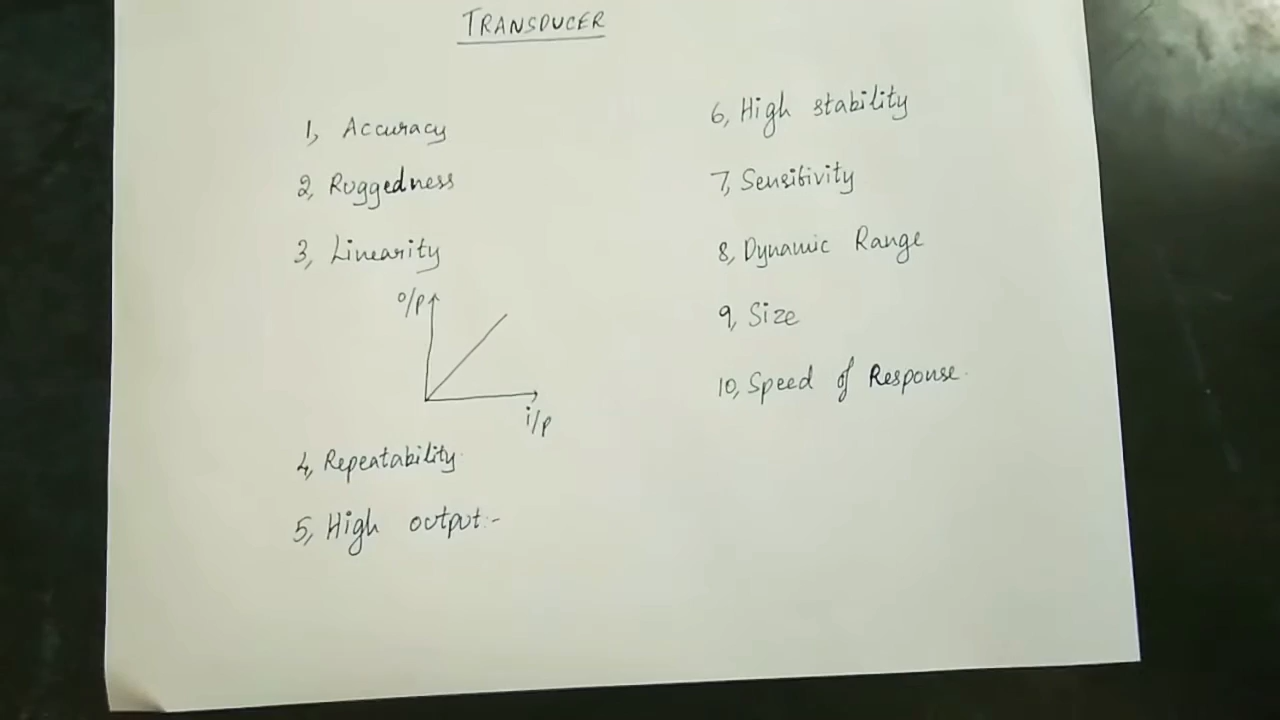 TRANSDUCER
1, Accuracy
2, Ruggedness
3, Linearity
o/p
i/p
4, Repeatability.
5, High output:-
6, High stability
7, Sensitivity
8, Dynamic Range
9, Size
10, Speed of Response.